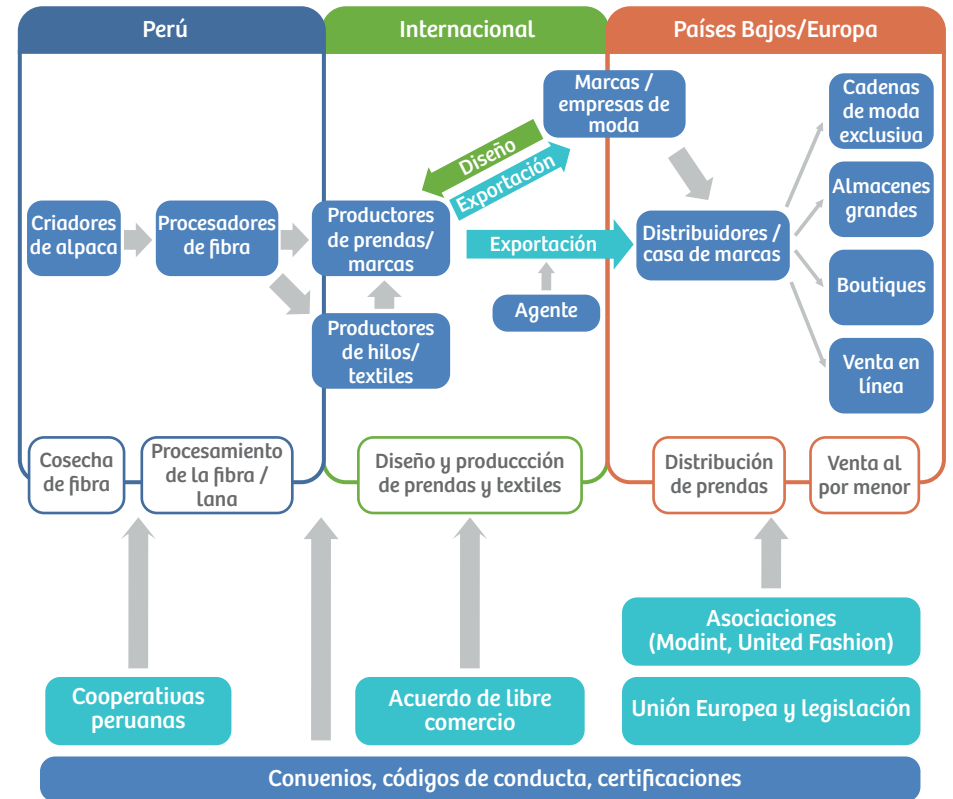 Perú
Internacional
Países Bajos/Europa
Marcas /
empresas de
moda
Cadenas
de moda
exclusiva
Diseño
Exportación
Almacenes
grandes
Criadores
de alpaca
Procesadores
de fibra
Productores
de prendas/
marcas
Exportación
Distribuidores /
casa de marcas
Boutiques
Agente
Productores
de hilos/
textiles
Venta en
línea
Cosecha
de fibra
Procesamiento
de la fibra /
lana
Diseño y produccción
de prendas y textiles
Distribución
de prendas
Venta al
por menor
Asociaciones
(Modint, United Fashion)
Cooperativas
peruanas
Acuerdo de libre
comercio
Unión Europea y legislación
Convenios, códigos de conducta, certificaciones